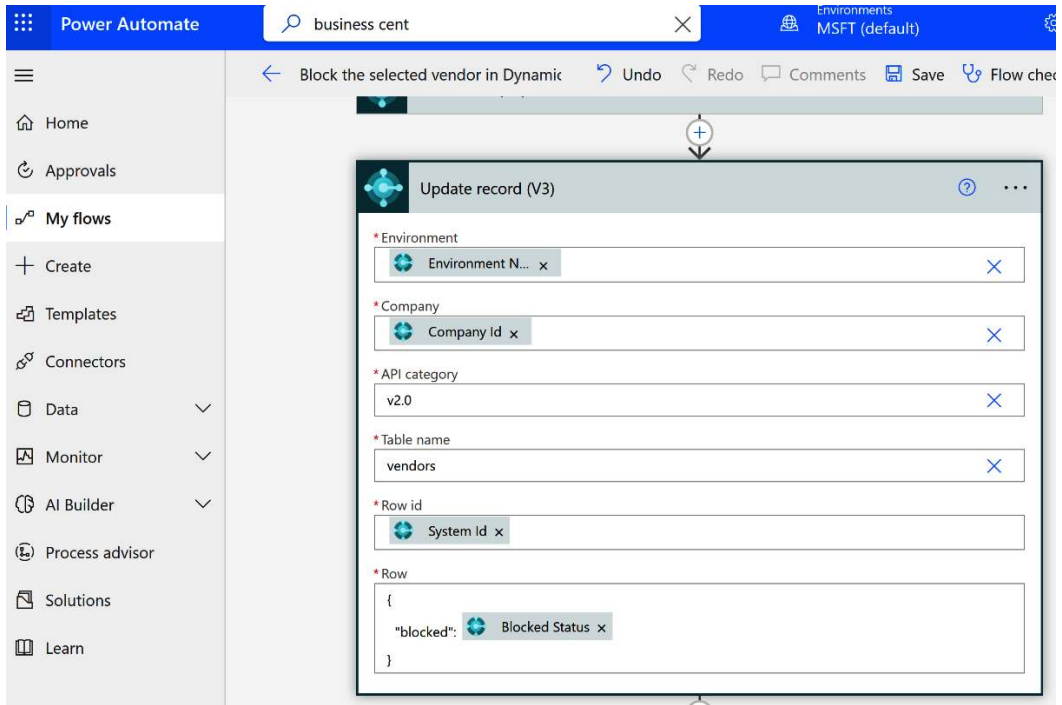 Power Automate
business cent
Environments
MSFT (default)
Block the selected vendor in Dynamic
Undo
Redo
Comments
Save
Flow chec
Home
Approvals
My flows
Create
Templates
Connectors
Data
Monitor
AI Builder
Process advisor
Solutions
Learn
Update record (V3)
*Environment
Environment N... ×
*Company
Company Id ×
*API category
v2.0
*Table name
vendors
*Row id
System Id ×
*Row
{
"blocked": Blocked Status ×
}